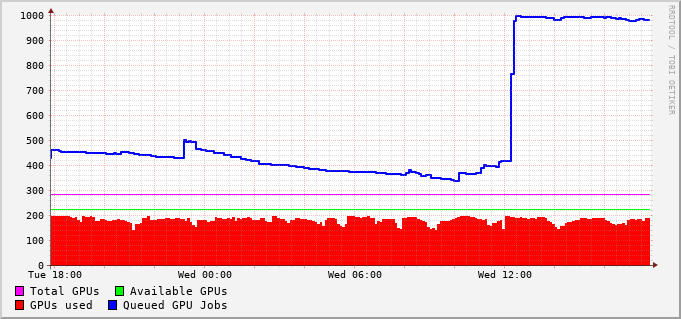 1000
900
800
700
600
500
400
300
200
100
0
Tue 18:00 Wed 00:00 Wed 06:00 Wed 12:00
Total GPUs Available GPUs
GPUs used Queued GPU Jobs
RRDTOOL / TOBI OETIKER